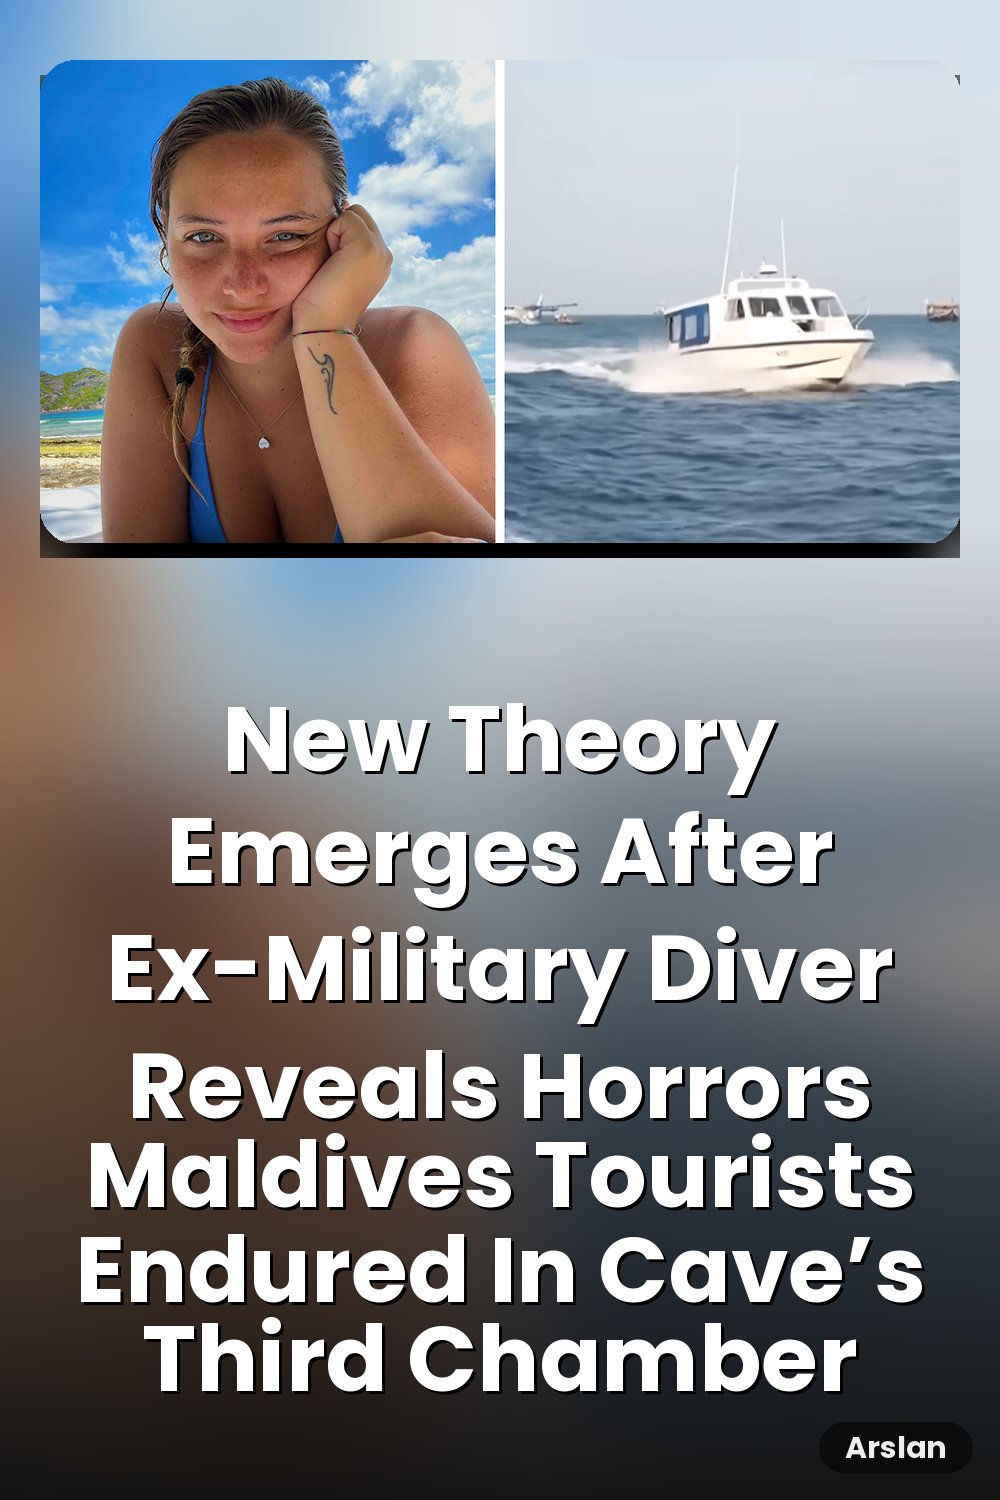 New Theory
Emerges After
Ex-Military Diver
Reveals Horrors
Maldives Tourists
Endured In Cave’s
Third Chamber
Arslan